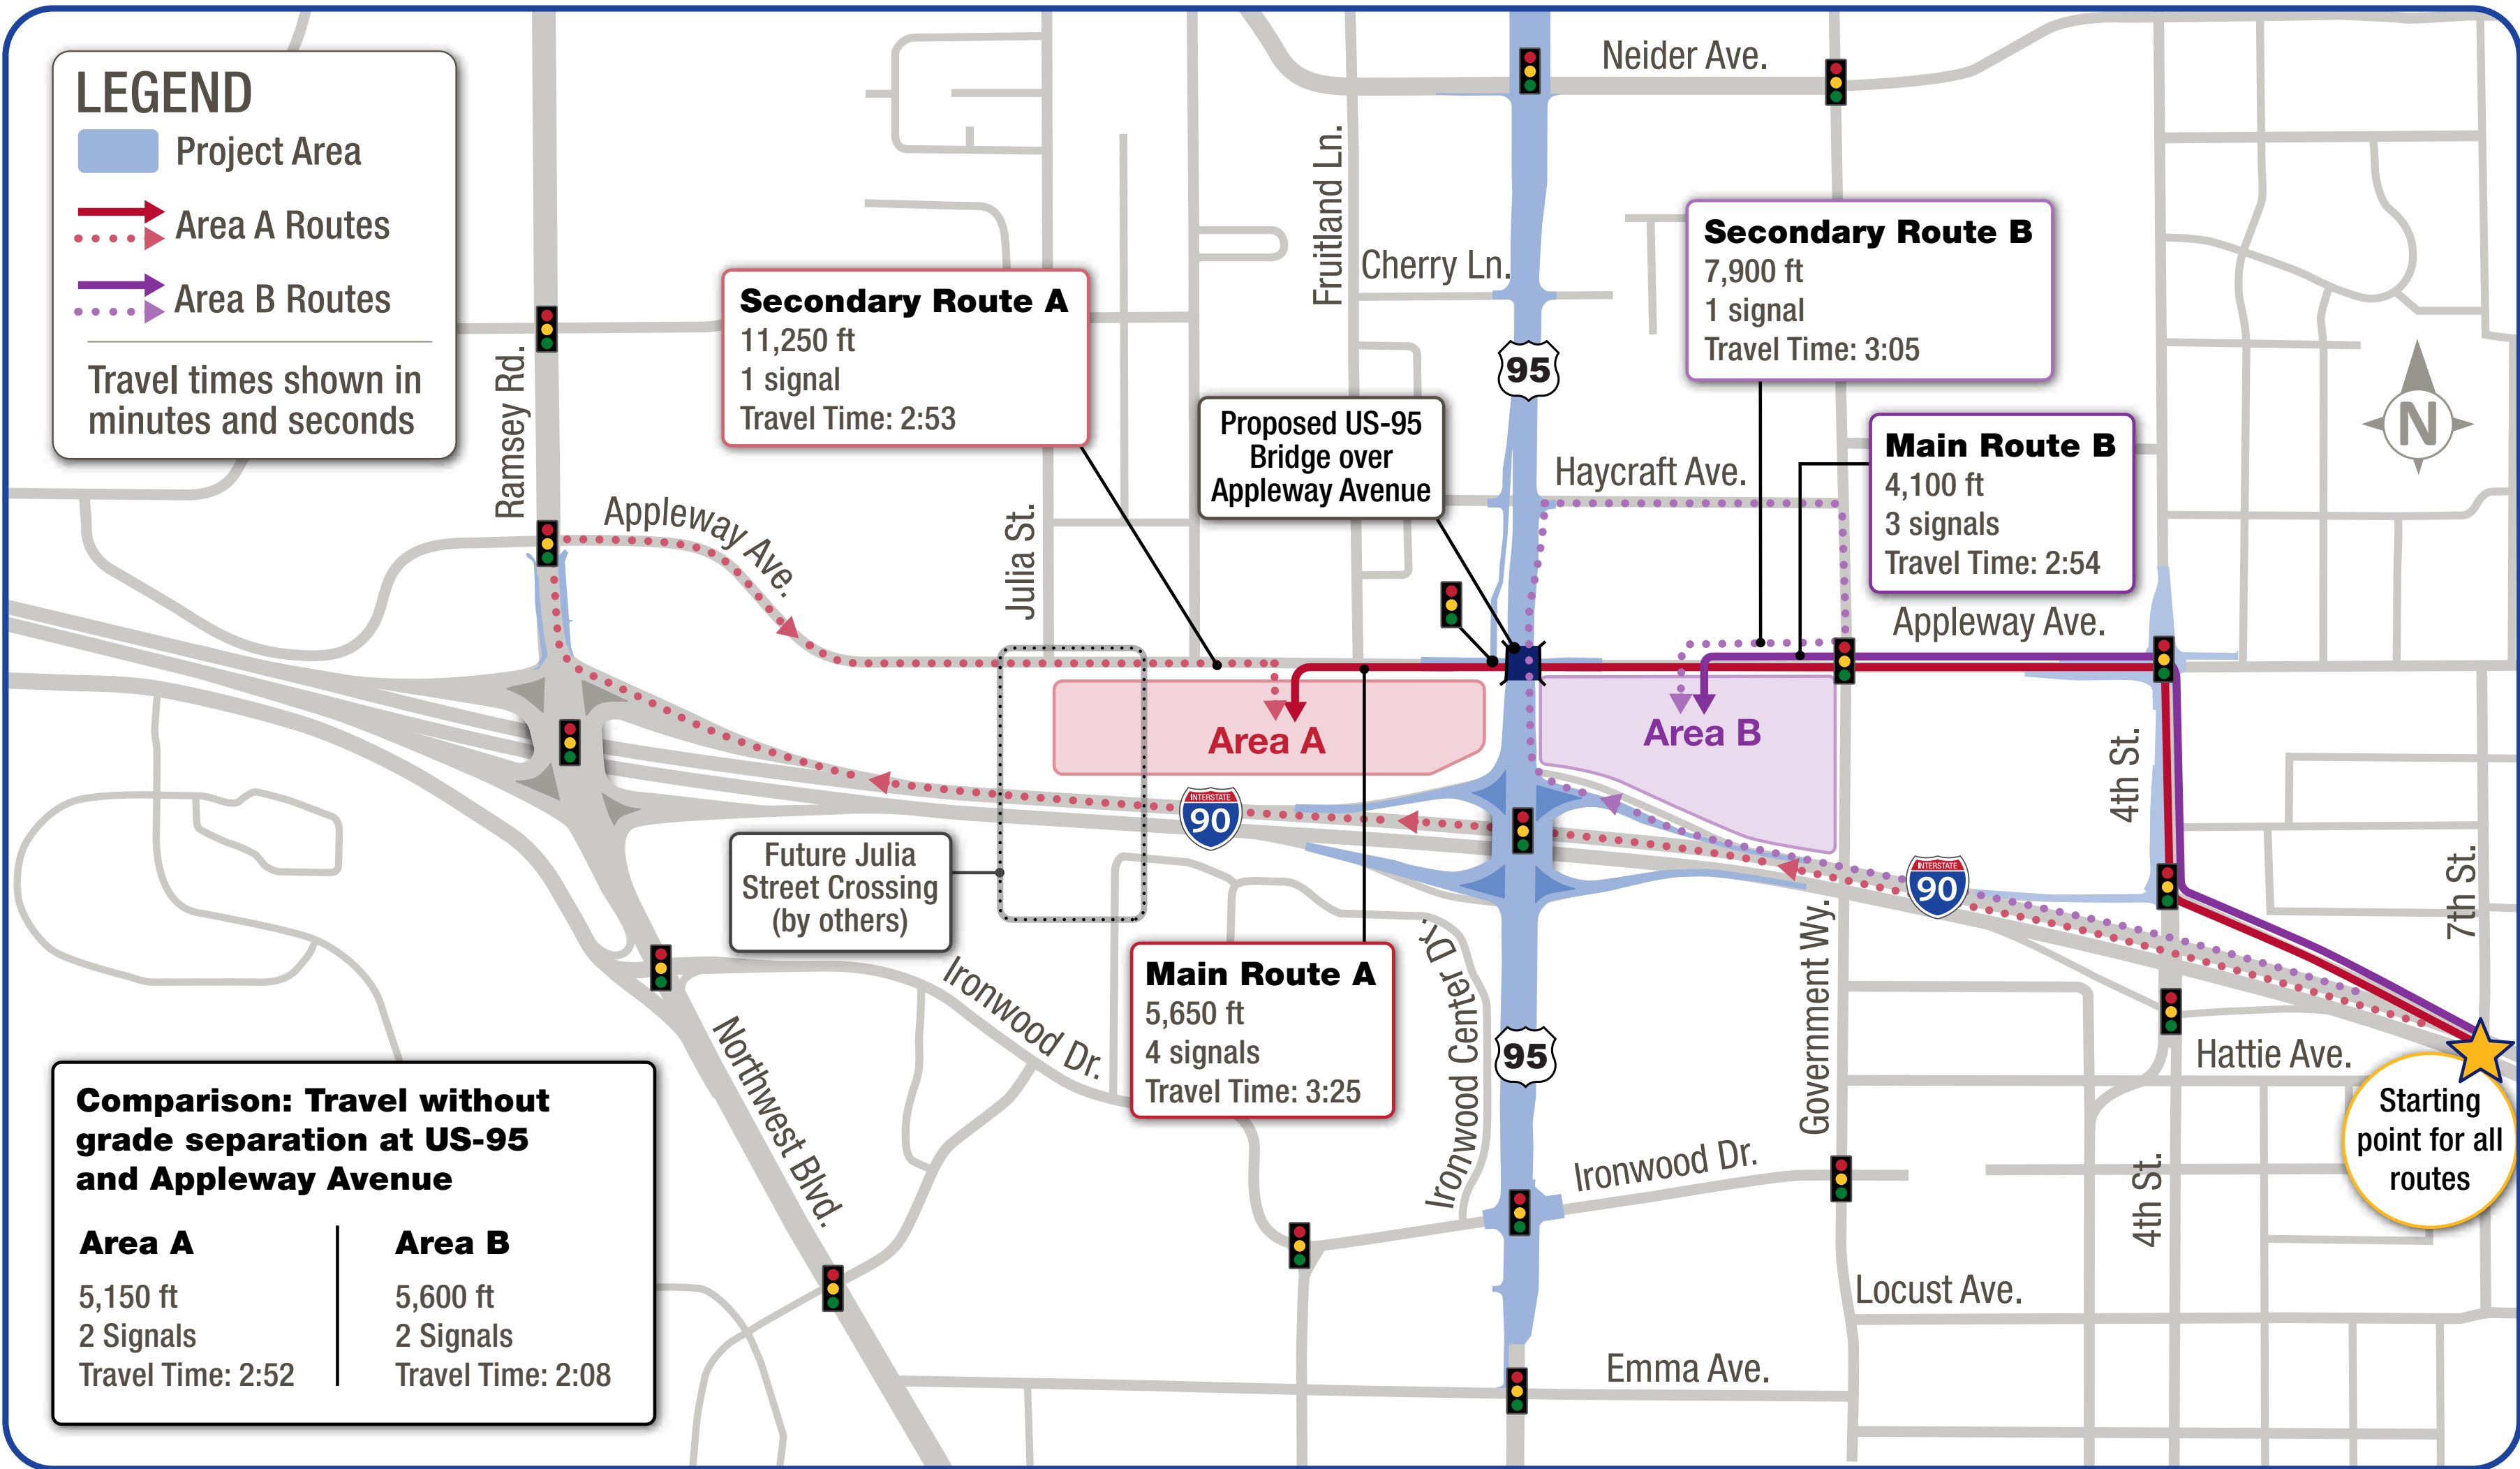 LEGEND
Project Area
Area A Routes
Area B Routes
Travel times shown in
minutes and seconds
Neider Ave.
Fruitland Ln.
Cherry Ln.
95
Ramsey Rd.
Secondary Route A
11,250 ft
1 signal
Travel Time: 2:53
Secondary Route B
7,900 ft
1 signal
Travel Time: 3:05
Proposed US-95
Bridge over
Appleway Avenue
Main Route B
4,100 ft
3 signals
Travel Time: 2:54
N
Haycraft Ave.
Appleway Ave.
Julia St.
Appleway Ave.
Area A
Area B
4th St.
INTERSTATE
90
INTERSTATE
90
7th St.
Future Julia
Street Crossing
(by others)
Main Route A
5,650 ft
4 signals
Travel Time: 3:25
Ironwood Dr.
Ironwood Center Dr.
95
Government Wy.
Hattie Ave.
Starting
point for all
routes
Northwest Blvd.
Ironwood Dr.
4th St.
Locust Ave.
Emma Ave.
Comparison: Travel without
grade separation at US-95
and Appleway Avenue
Area A
5,150 ft
2 Signals
Travel Time: 2:52
Area B
5,600 ft
2 Signals
Travel Time: 2:08